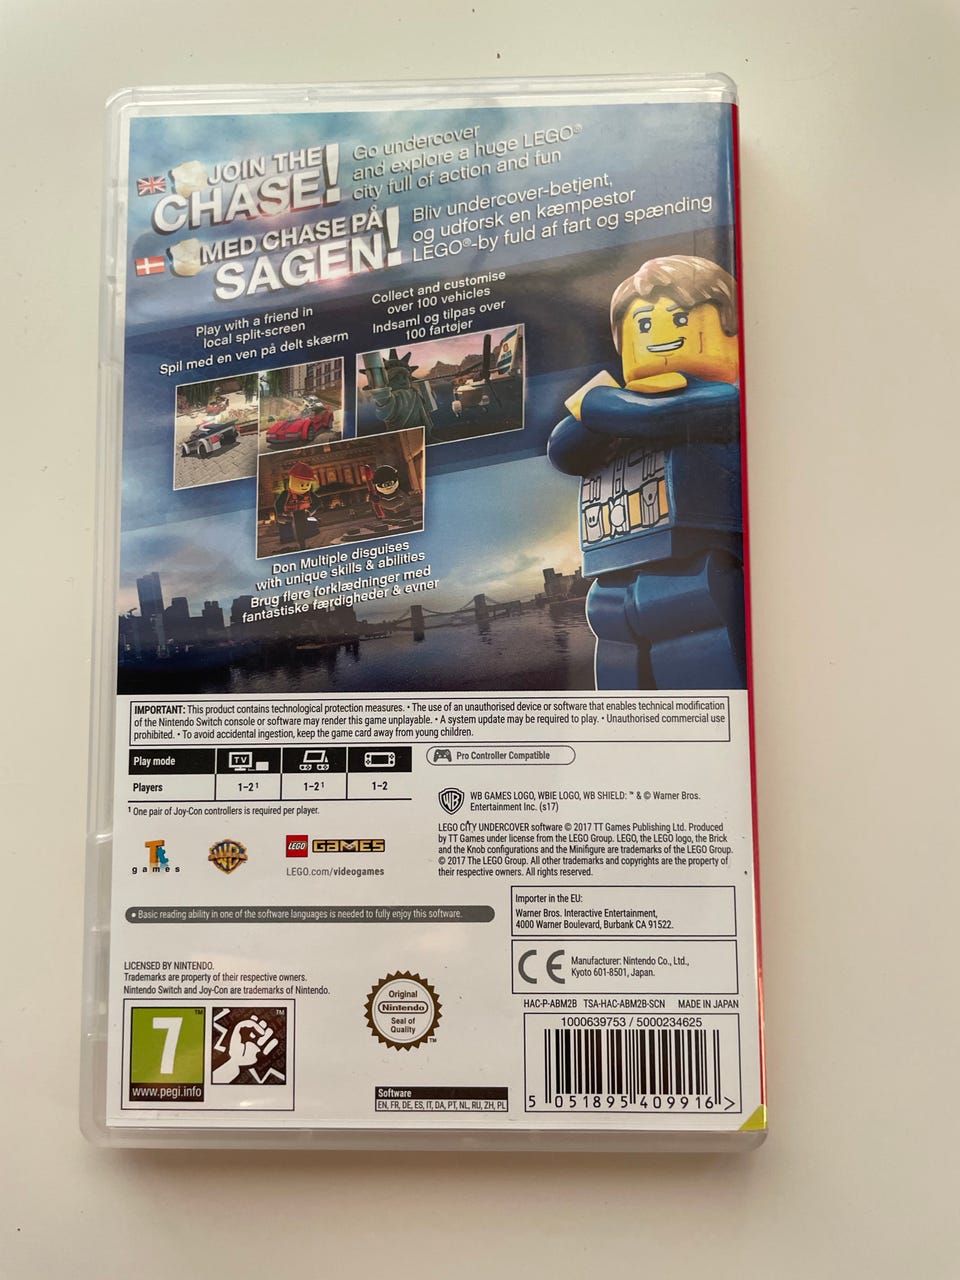 JOIN THE
CHASE!
Go undercover
and explore a huge LEGO®
city full of action and fun
MED CHASE PÅ
SAGEN!
Bliv undercover-betjent,
og udforsk en kæmpestor
LEGO®-by fuld af fart og spænding
Play with a friend in
local split-screen
Spil med en ven på delt skærm
Collect and customise
over 100 vehicles
Indsaml og tilpas over
100 fartøjer
Don Multiple disguises
with unique skills & abilities
Brug flere forklædninger med
fantastiske færdigheder & evner
IMPORTANT: This product contains technological protection measures. • The use of an unauthorised device or software that enables technical modification
of the Nintendo Switch console or software may render this game unplayable. • A system update may be required to play. • Unauthorised commercial use
prohibited. • To avoid accidental ingestion, keep the game card away from young children.
Play mode TV
Players 1-2¹ 1-2¹ 1-2
¹ One pair of Joy-Con controllers is required per player.
Pro Controller Compatible
WB GAMES LOGO, WBIE LOGO, WB SHIELD: ™ & © Warner Bros.
Entertainment Inc. (s17)
LEGO CITY UNDERCOVER software © 2017 TT Games Publishing Ltd. Produced
by TT Games under license from the LEGO Group. LEGO, the LEGO logo, the Brick
and the Knob configurations and the Minifigure are trademarks of the LEGO Group.
© 2017 The LEGO Group. All other trademarks and copyrights are the property of
their respective owners. All rights reserved.
Tt
games
WB
LEGO GAMES
LEGO.com/videogames
• Basic reading ability in one of the software languages is needed to fully enjoy this software.
Importer in the EU:
Warner Bros. Interactive Entertainment,
4000 Warner Boulevard, Burbank CA 91522.
CE
Manufacturer: Nintendo Co., Ltd.,
Kyoto 601-8501, Japan.
LICENSED BY NINTENDO.
Trademarks are property of their respective owners.
Nintendo Switch and Joy-Con are trademarks of Nintendo.
HAC-P-ABM2B TSA-HAC-ABM2B-SCN MADE IN JAPAN
7
www.pegi.info
Original
Nintendo
Seal of
Quality
Software
EN, FR, DE, ES, IT, DA, PT, NL, RU, ZH, PL
1000639753 / 5000234625
5 051895 409916 >